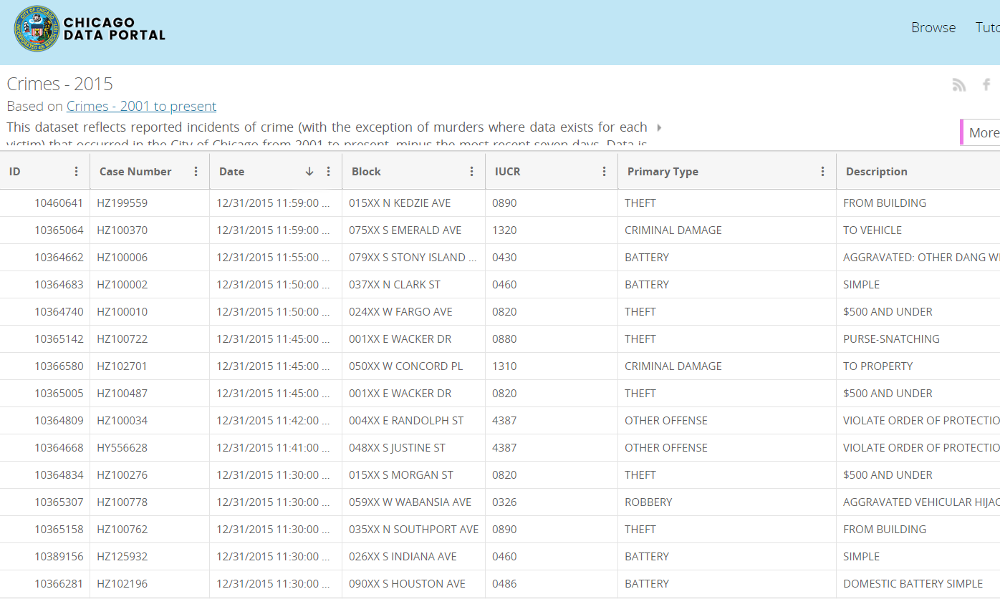 CHICAGO
DATA PORTAL
Browse Tuto
Crimes - 2015
Based on Crimes - 2001 to present
This dataset reflects reported incidents of crime (with the exception of murders where data exists for each
victim) that occurred in the City of Chicago from 2001 to present, minus the most recent seven days. Data is
More
ID Case Number Date Block IUCR Primary Type Description
10460641 HZ199559 12/31/2015 11:59:00 ... 015XX N KEDZIE AVE 0890 THEFT FROM BUILDING
10365064 HZ100370 12/31/2015 11:59:00 ... 075XX S EMERALD AVE 1320 CRIMINAL DAMAGE TO VEHICLE
10364662 HZ100006 12/31/2015 11:55:00 ... 079XX S STONY ISLAND ... 0430 BATTERY AGGRAVATED: OTHER DANG WE
10364683 HZ100002 12/31/2015 11:50:00 ... 037XX N CLARK ST 0460 BATTERY SIMPLE
10364740 HZ100010 12/31/2015 11:50:00 ... 024XX W FARGO AVE 0820 THEFT $500 AND UNDER
10365142 HZ100722 12/31/2015 11:45:00 ... 001XX E WACKER DR 0880 THEFT PURSE-SNATCHING
10366580 HZ102701 12/31/2015 11:45:00 ... 050XX W CONCORD PL 1310 CRIMINAL DAMAGE TO PROPERTY
10365005 HZ100487 12/31/2015 11:45:00 ... 001XX E WACKER DR 0820 THEFT $500 AND UNDER
10364809 HZ100034 12/31/2015 11:42:00 ... 004XX E RANDOLPH ST 4387 OTHER OFFENSE VIOLATE ORDER OF PROTECTIO
10364668 HY556628 12/31/2015 11:41:00 ... 048XX S JUSTINE ST 4387 OTHER OFFENSE VIOLATE ORDER OF PROTECTIO
10364834 HZ100276 12/31/2015 11:30:00 ... 015XX S MORGAN ST 0820 THEFT $500 AND UNDER
10365307 HZ100778 12/31/2015 11:30:00 ... 059XX W WABANSIA AVE 0326 ROBBERY AGGRAVATED VEHICULAR HIJAC
10365158 HZ100762 12/31/2015 11:30:00 ... 035XX N SOUTHPORT AVE 0890 THEFT FROM BUILDING
10389156 HZ125932 12/31/2015 11:30:00 ... 026XX S INDIANA AVE 0460 BATTERY SIMPLE
10366281 HZ102196 12/31/2015 11:30:00 ... 090XX S HOUSTON AVE 0486 BATTERY DOMESTIC BATTERY SIMPLE